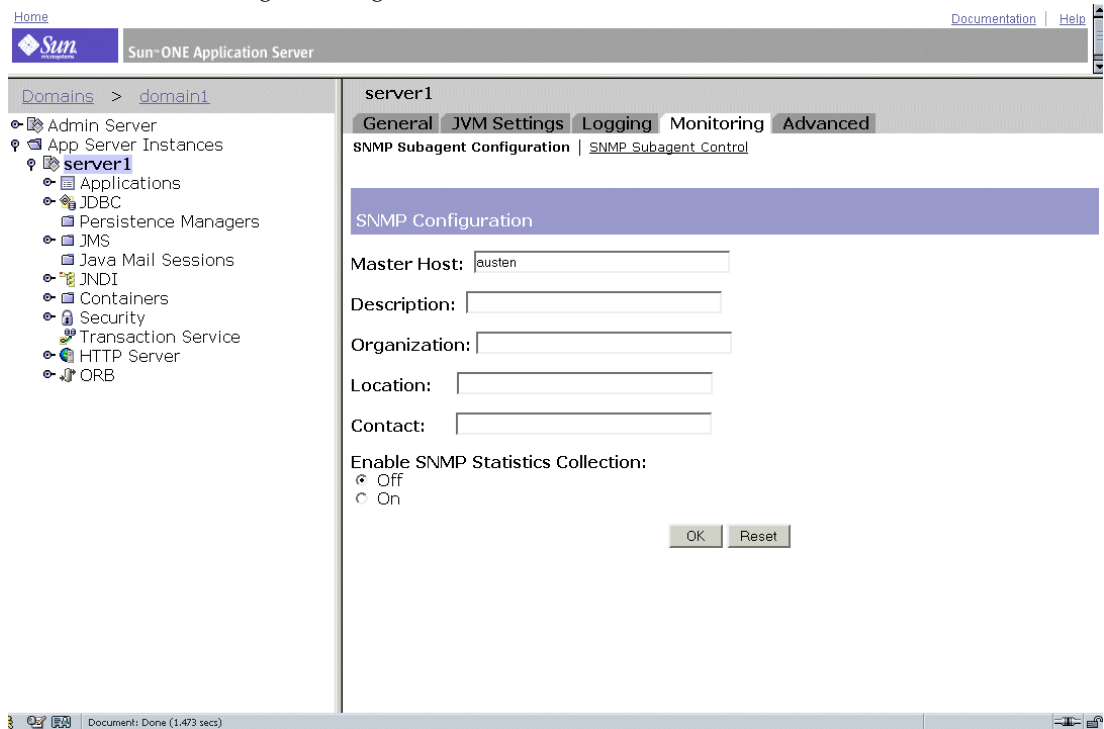 Home
Documentation | Help
Sun
microsystems
Sun ONE Application Server
Domains > domain1
Admin Server
App Server Instances
server1
Applications
JDBC
Persistence Managers
JMS
Java Mail Sessions
JNDI
Containers
Security
Transaction Service
HTTP Server
ORB
server1
General JVM Settings Logging Monitoring Advanced
SNMP Subagent Configuration | SNMP Subagent Control
SNMP Configuration
Master Host: austen
Description:
Organization:
Location:
Contact:
Enable SNMP Statistics Collection:
Off
On
OK Reset
Document: Done (1.473 secs)